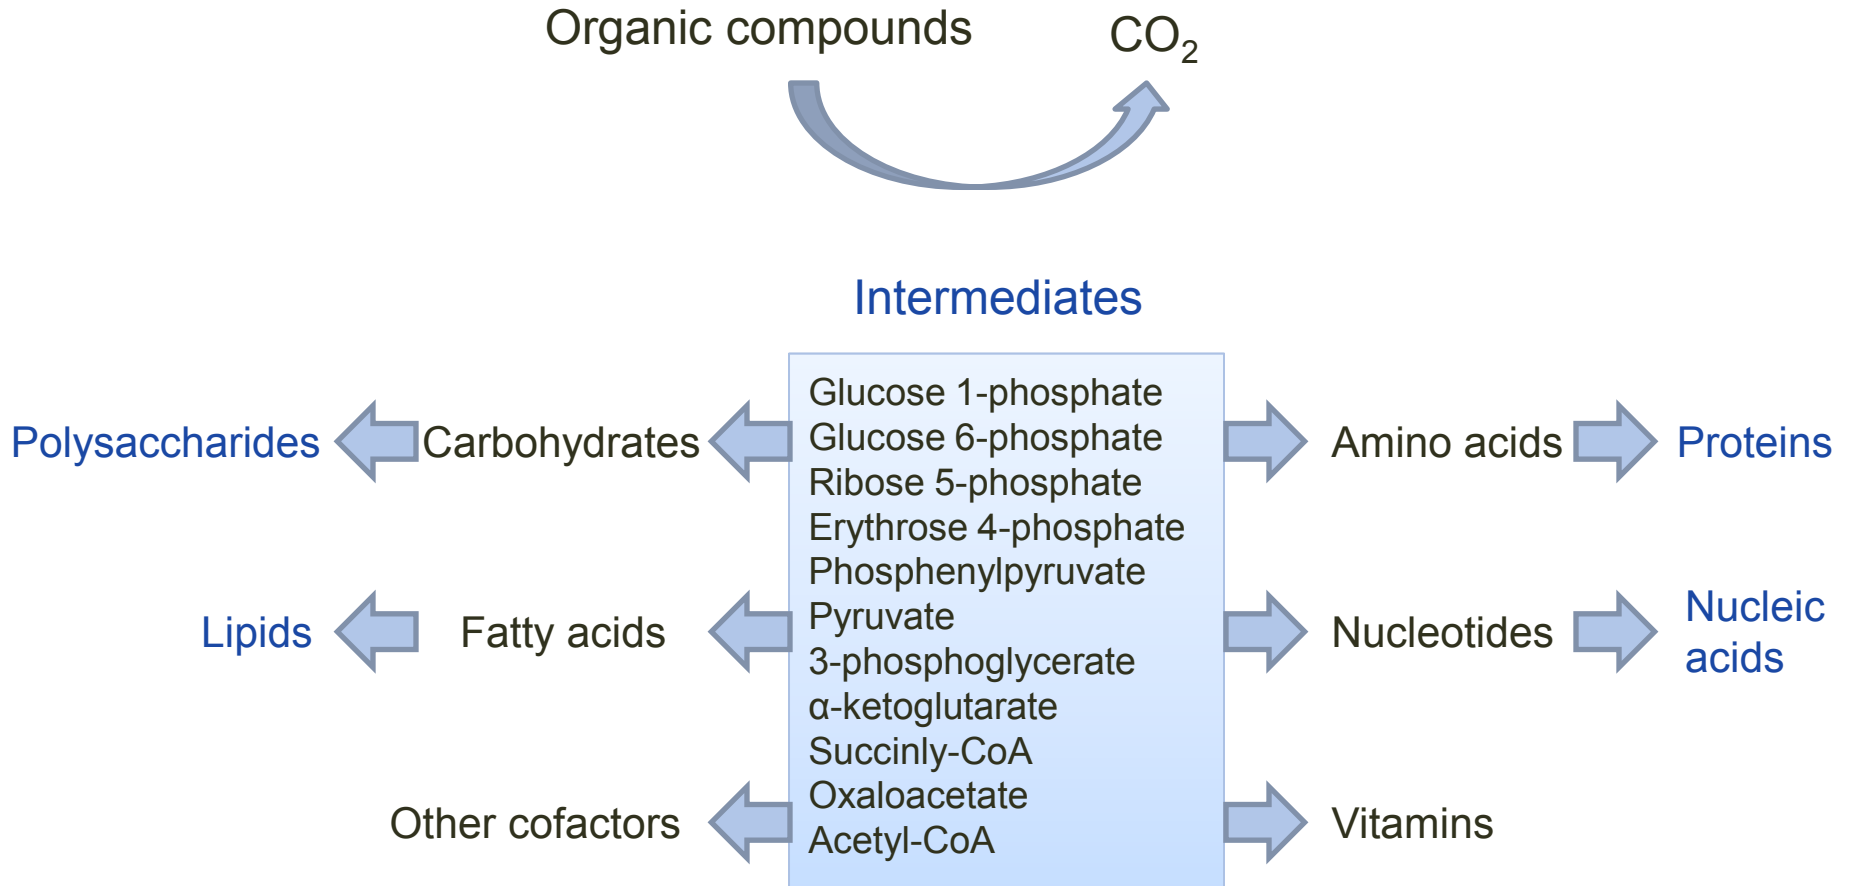 Organic compounds
CO₂
Intermediates
Glucose 1-phosphate
Glucose 6-phosphate
Ribose 5-phosphate
Erythrose 4-phosphate
Phosphenylpyruvate
Pyruvate
3-phosphoglycerate
α-ketoglutarate
Succinly-CoA
Oxaloacetate
Acetyl-CoA
Polysaccharides
Carbohydrates
Amino acids
Proteins
Lipids
Fatty acids
Nucleotides
Nucleic
acids
Other cofactors
Vitamins